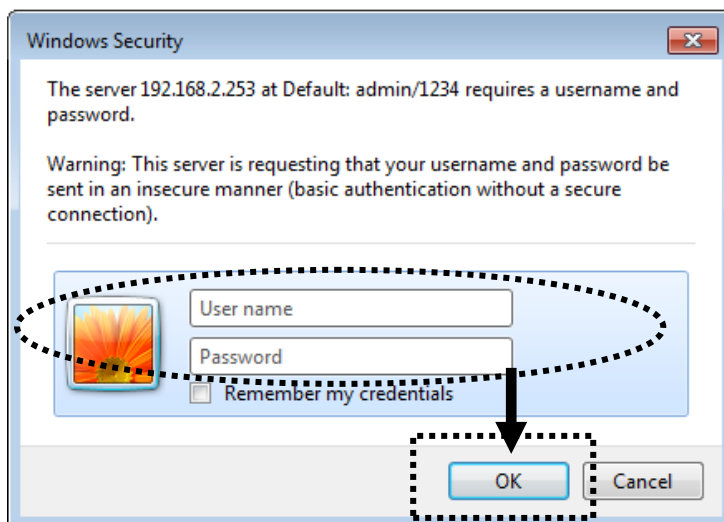 Windows Security
The server 192.168.2.253 at Default: admin/1234 requires a username and
password.
Warning: This server is requesting that your username and password be
sent in an insecure manner (basic authentication without a secure
connection).
User name
Password
Remember my credentials
OK
Cancel